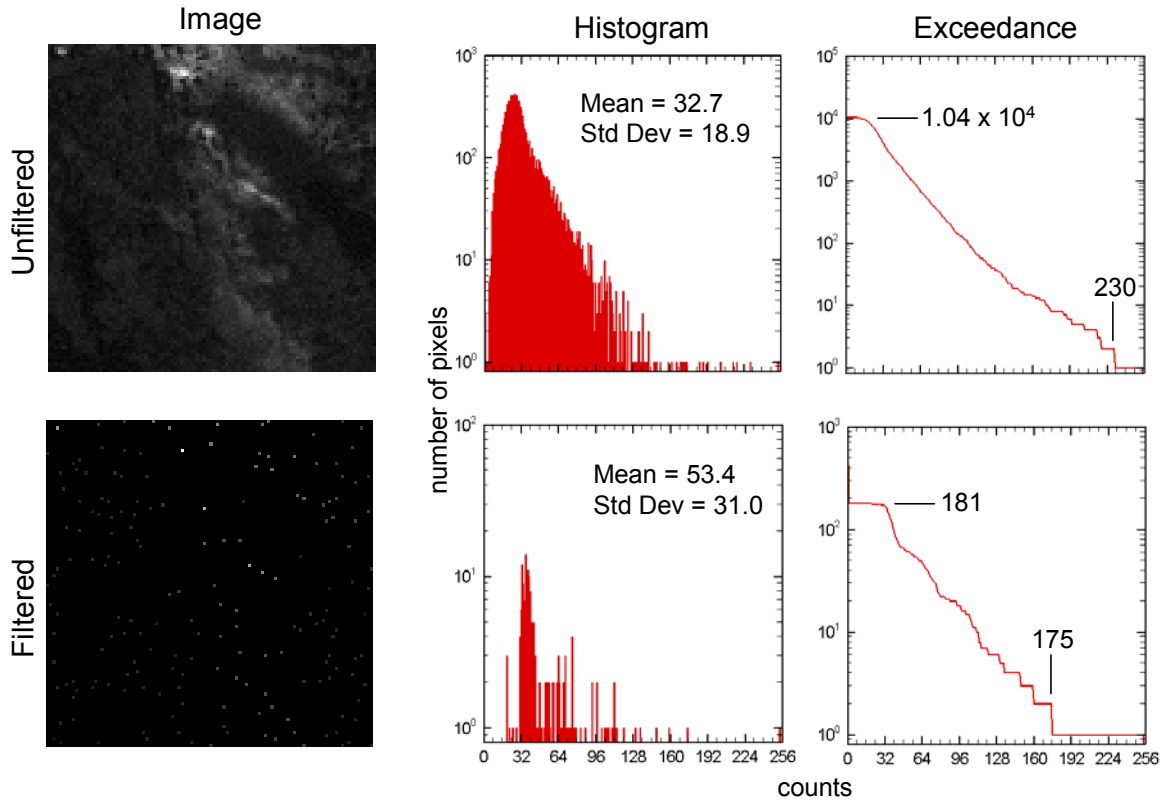 Image
Histogram
Exceedance
Unfiltered
10³
10²
10¹
10⁰
Mean = 32.7
Std Dev = 18.9
10⁵
10⁴
10³
10²
10¹
10⁰
1.04 x 10⁴
230
number of pixels
Filtered
10²
10¹
10⁰
Mean = 53.4
Std Dev = 31.0
0 32 64 96 128 160 192 224 256
10³
10²
10¹
10⁰
181
175
0 32 64 96 128 160 192 224 256
counts